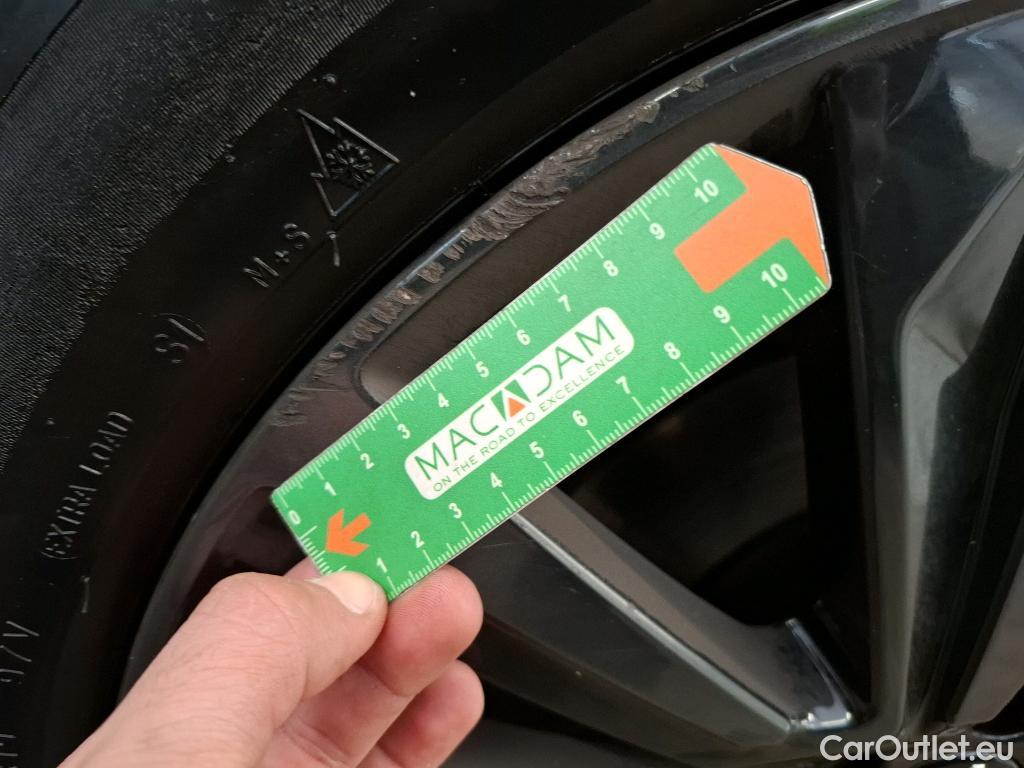 M+S
SI
(EXTRA LOAD
97V
0 1 2 3 4 5 6 7 8 9 10
MACADAM
ON THE ROAD TO EXCELLENCE
1 2 3 4 5 6 7 8 9 10
CarOutlet.eu